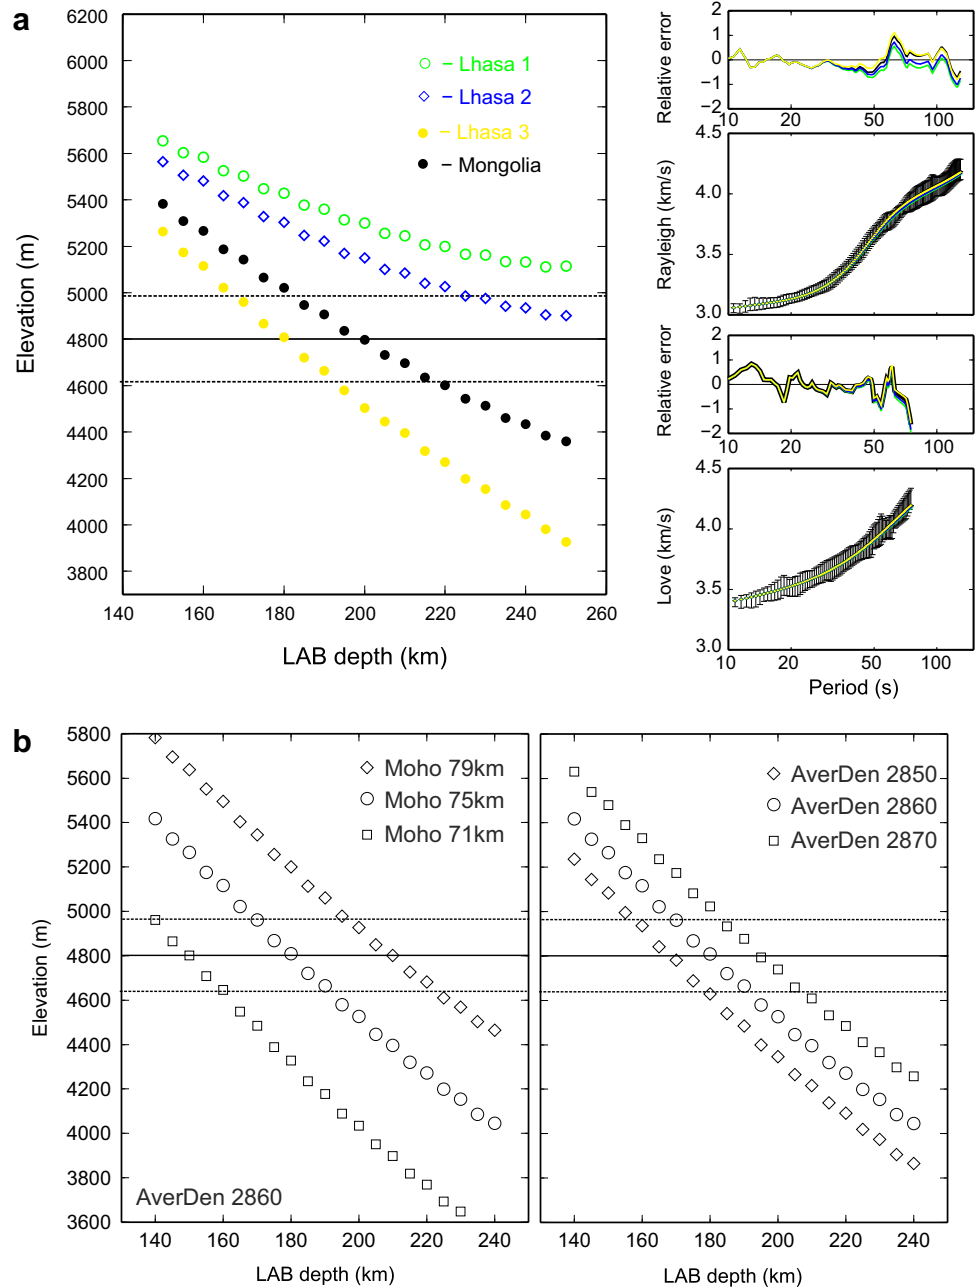 a
6200
6000
5800
5600
5400
5200
5000
4800
4600
4400
4200
4000
3800
Elevation (m)
– Lhasa 1
– Lhasa 2
– Lhasa 3
– Mongolia
140 160 180 200 220 240 260
LAB depth (km)
Relative error
2
1
0
−1
−2
10 20 50 100
Rayleigh (km/s)
4.5
4.0
3.5
3.0
Relative error
2
1
0
−1
−2
10 20 50 100
Love (km/s)
4.5
4.0
3.5
3.0
10 20 50 100
Period (s)
b
5800
5600
5400
5200
5000
4800
4600
4400
4200
4000
3800
3600
Elevation (m)
Moho 79km
Moho 75km
Moho 71km
AverDen 2860
140 160 180 200 220 240
LAB depth (km)
AverDen 2850
AverDen 2860
AverDen 2870
140 160 180 200 220 240
LAB depth (km)